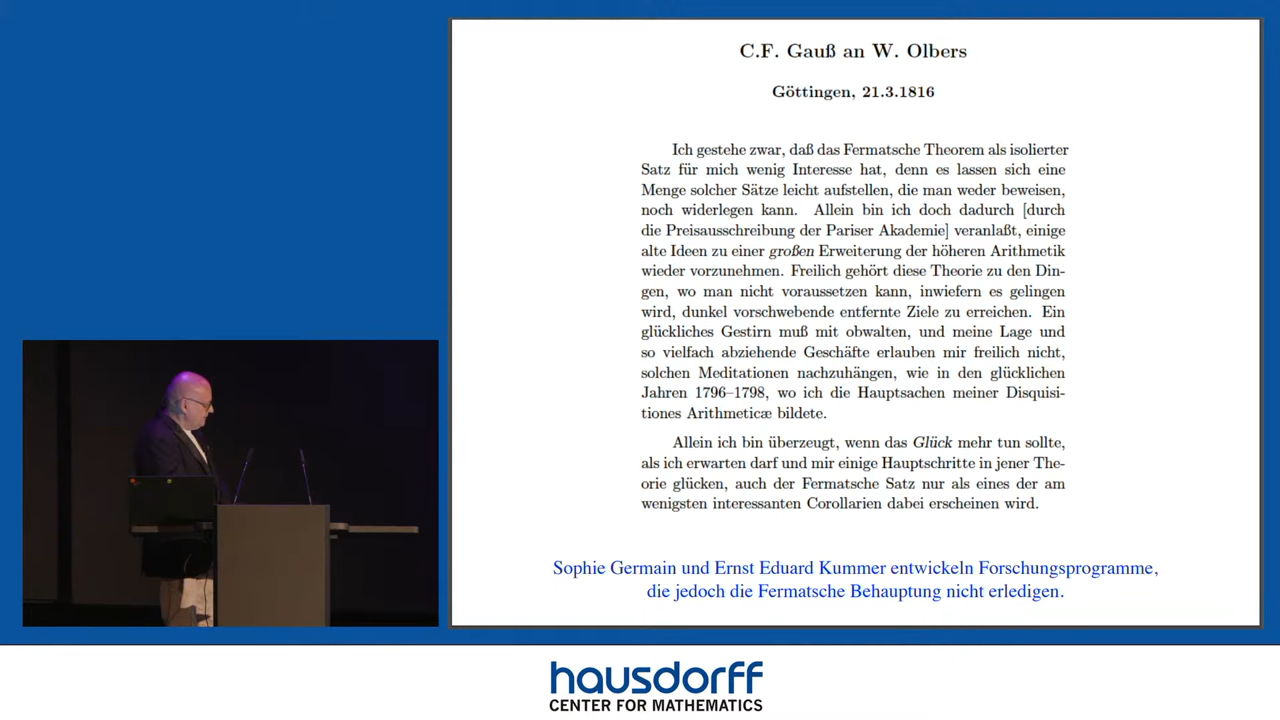 C.F. Gauß an W. Olbers
Göttingen, 21.3.1816
Ich gestehe zwar, daß das Fermatsche Theorem als isolierter
Satz für mich wenig Interesse hat, denn es lassen sich eine
Menge solcher Sätze leicht aufstellen, die man weder beweisen,
noch widerlegen kann. Allein bin ich doch dadurch [durch
die Preisausschreibung der Pariser Akademie] veranlaßt, einige
alte Ideen zu einer großen Erweiterung der höheren Arithmetik
wieder vorzunehmen. Freilich gehört diese Theorie zu den Din-
gen, wo man nicht voraussetzen kann, inwiefern es gelingen
wird, dunkel vorschwebende entfernte Ziele zu erreichen. Ein
glückliches Gestirn muß mit obwalten, und meine Lage und
so vielfach abziehende Geschäfte erlauben mir freilich nicht,
solchen Meditationen nachzuhängen, wie in den glücklichen
Jahren 1796–1798, wo ich die Hauptsachen meiner Disquisi-
tiones Arithmeticæ bildete.
Allein ich bin überzeugt, wenn das Glück mehr tun sollte,
als ich erwarten darf und mir einige Hauptschritte in jener The-
orie glücken, auch der Fermatsche Satz nur als eines der am
wenigsten interessanten Corollarien dabei erscheinen wird.
Sophie Germain und Ernst Eduard Kummer entwickeln Forschungsprogramme,
die jedoch die Fermatsche Behauptung nicht erledigen.
hausdorff
CENTER FOR MATHEMATICS